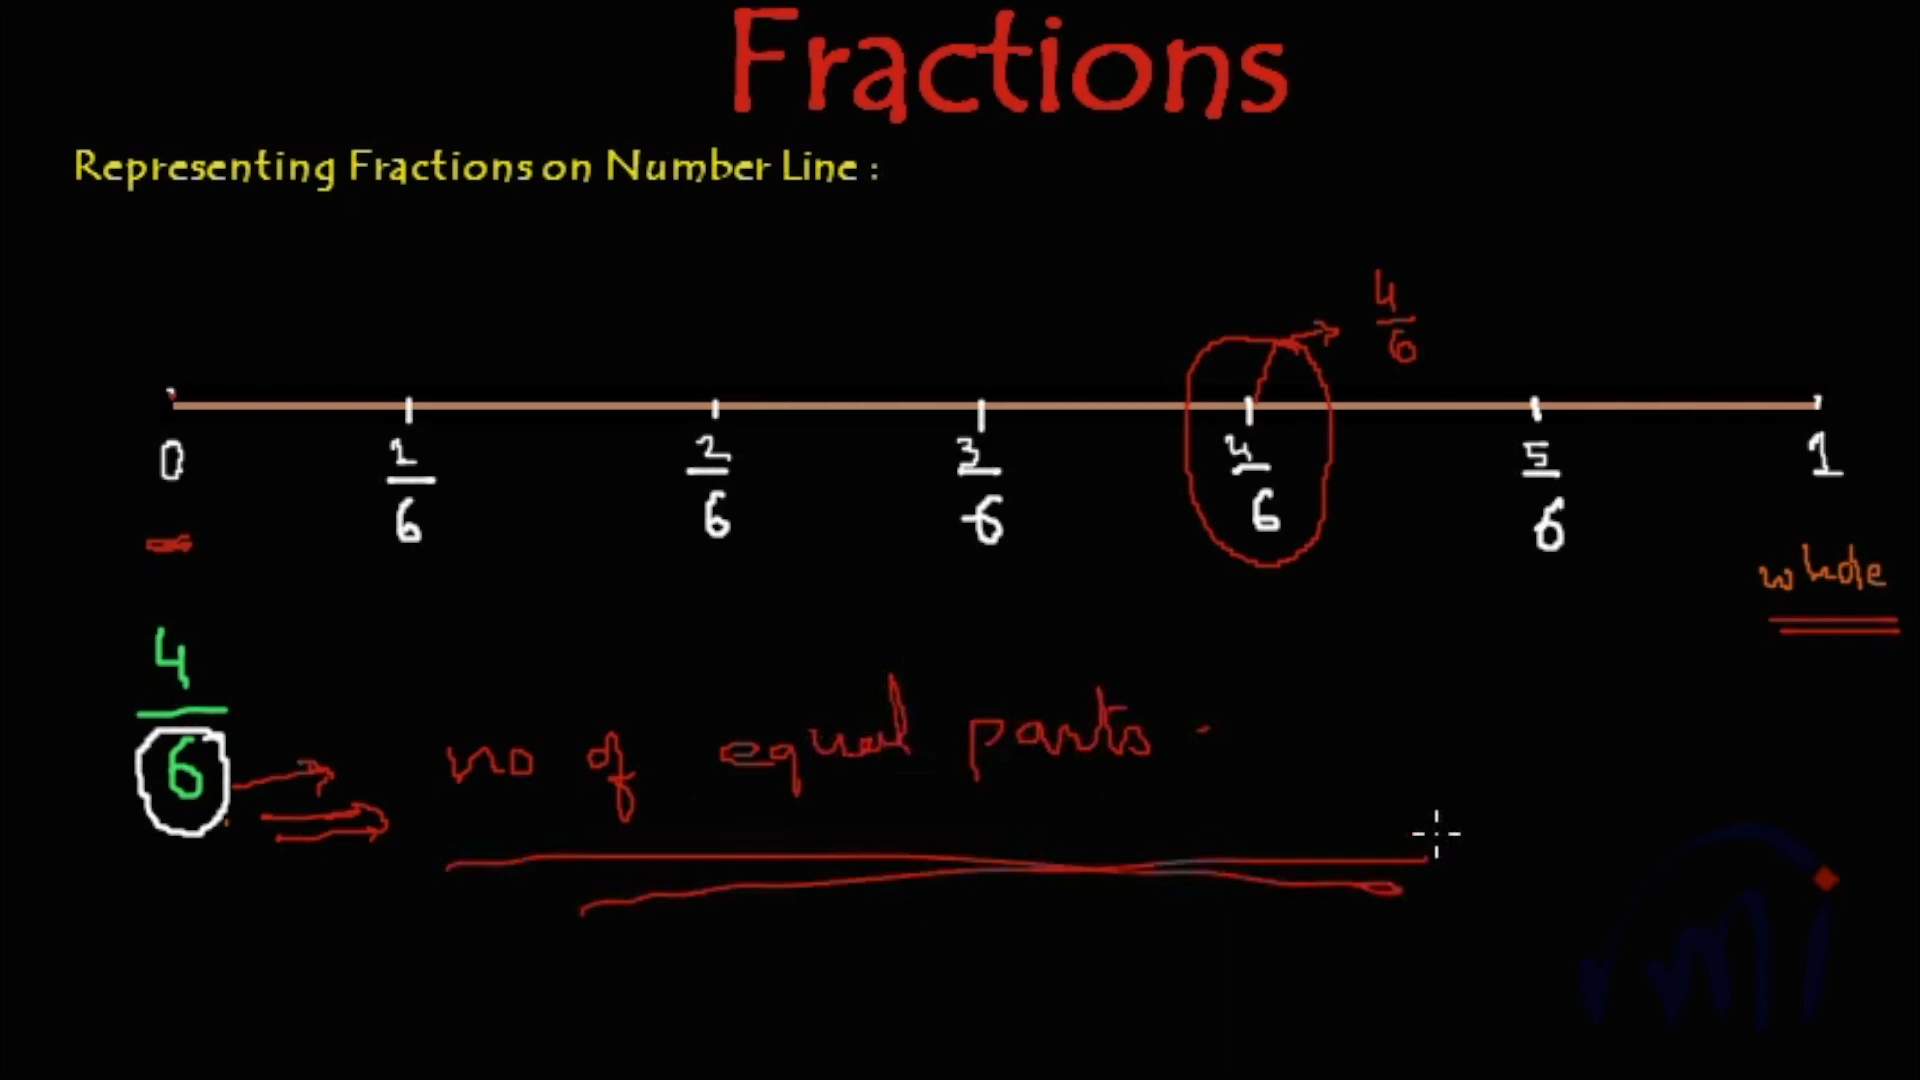 Fractions
Representing Fractions on Number Line :
4/6
0 1/6 2/6 3/6 4/6 5/6 1
whole
4/6
no of equal parts